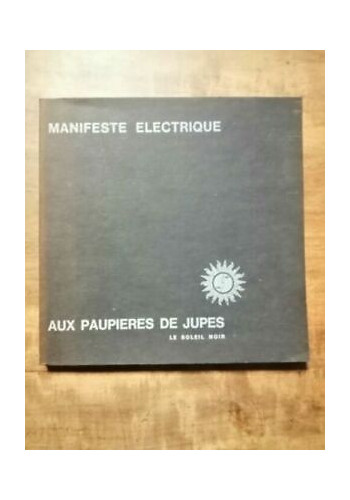 MANIFESTE ELECTRIQUE
AUX PAUPIERES DE JUPES
LE SOLEIL NOIR